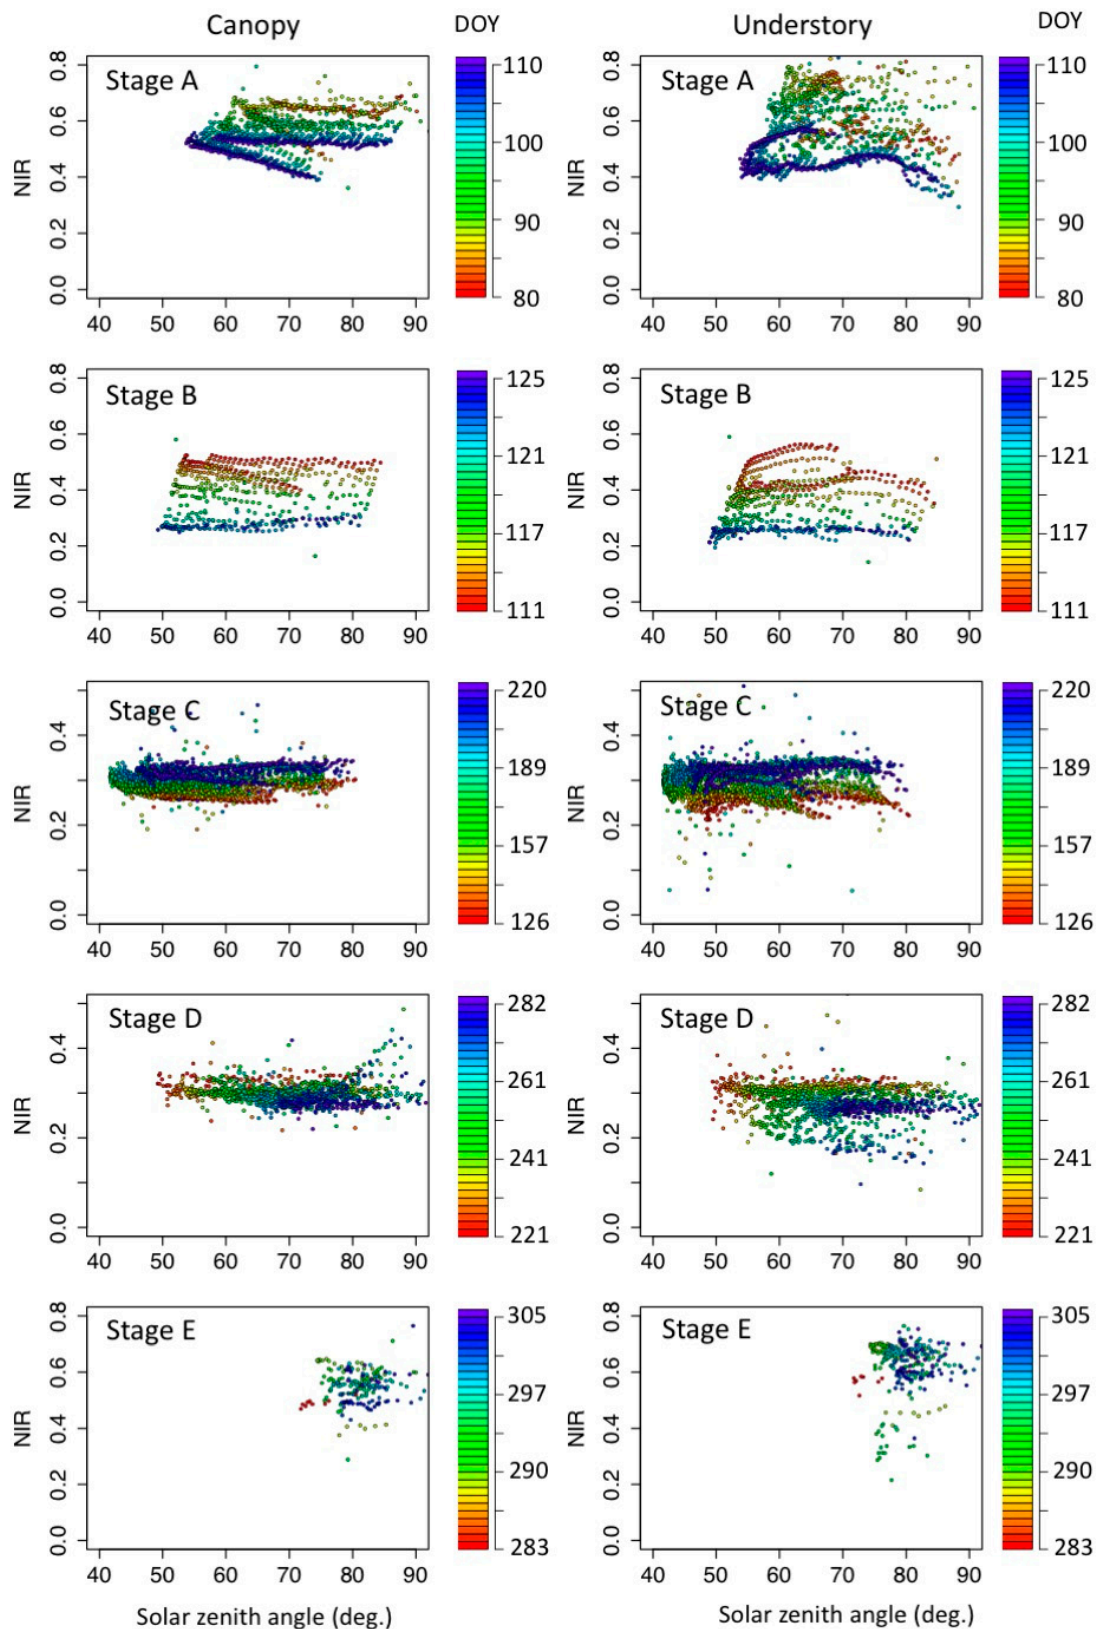 Canopy DOY Understory DOY
Stage A
NIR
0.0 0.2 0.4 0.6 0.8
40 50 60 70 80 90
110
100
90
80
Stage A
NIR
0.0 0.2 0.4 0.6 0.8
40 50 60 70 80 90
110
100
90
80
Stage B
NIR
0.0 0.2 0.4 0.6 0.8
40 50 60 70 80 90
125
121
117
111
Stage B
NIR
0.0 0.2 0.4 0.6 0.8
40 50 60 70 80 90
125
121
117
111
Stage C
NIR
0.0 0.2 0.4
40 50 60 70 80 90
220
189
157
126
Stage C
NIR
0.0 0.2 0.4
40 50 60 70 80 90
220
189
157
126
Stage D
NIR
0.0 0.2 0.4
40 50 60 70 80 90
282
261
241
221
Stage D
NIR
0.0 0.2 0.4
40 50 60 70 80 90
282
261
241
221
Stage E
NIR
0.0 0.2 0.4 0.6 0.8
40 50 60 70 80 90
Solar zenith angle (deg.)
305
297
290
283
Stage E
NIR
0.0 0.2 0.4 0.6 0.8
40 50 60 70 80 90
Solar zenith angle (deg.)
305
297
290
283